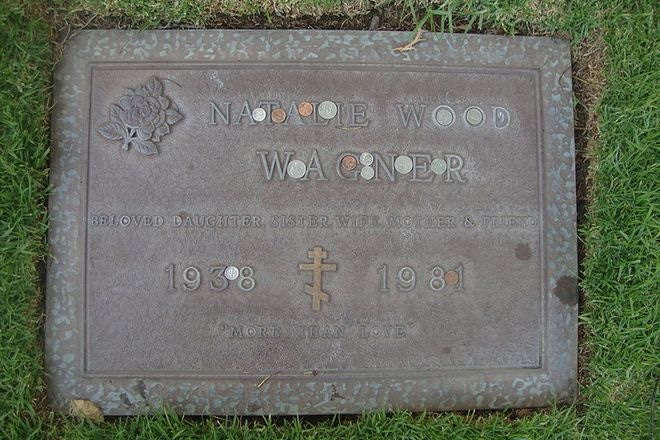 NATALIE WOOD
WAGNER
BELOVED DAUGHTER, SISTER, WIFE, MOTHER & FRIEND
1938 1981
"MORE THAN LOVE"